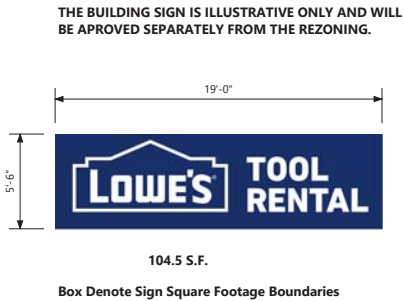 THE BUILDING SIGN IS ILLUSTRATIVE ONLY AND WILL
BE APROVED SEPARATELY FROM THE REZONING.
19'-0"
5'-6"
LOWE'S
TOOL
RENTAL
104.5 S.F.
Box Denote Sign Square Footage Boundaries